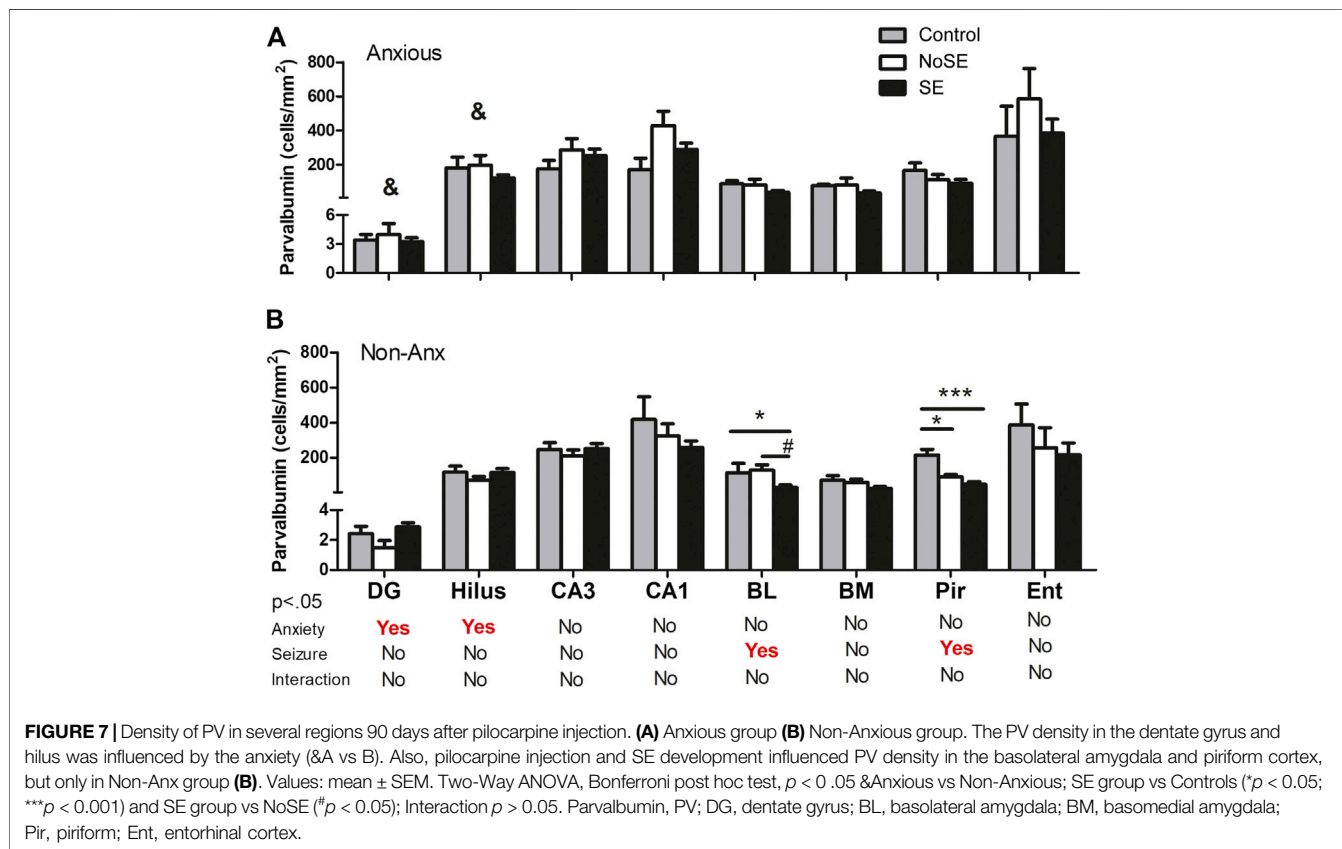 A
Anxious
Control
NoSE
SE
Parvalbumin (cells/mm²)
800
600
400
200
6
3
0
&
&
B
Non-Anx
Parvalbumin (cells/mm²)
800
600
400
200
4
2
0
*
#
***
*
DG Hilus CA3 CA1 BL BM Pir Ent
p<.05
Anxiety Yes Yes No No No No No No
Seizure No No No No Yes No Yes No
Interaction No No No No No No No No
FIGURE 7 | Density of PV in several regions 90 days after pilocarpine injection. (A) Anxious group (B) Non-Anxious group. The PV density in the dentate gyrus and
hilus was influenced by the anxiety (&A vs B). Also, pilocarpine injection and SE development influenced PV density in the basolateral amygdala and piriform cortex,
but only in Non-Anx group (B). Values: mean ± SEM. Two-Way ANOVA, Bonferroni post hoc test, p < 0 .05 &Anxious vs Non-Anxious; SE group vs Controls (*p < 0.05;
***p < 0.001) and SE group vs NoSE (#p < 0.05); Interaction p > 0.05. Parvalbumin, PV; DG, dentate gyrus; BL, basolateral amygdala; BM, basomedial amygdala;
Pir, piriform; Ent, entorhinal cortex.